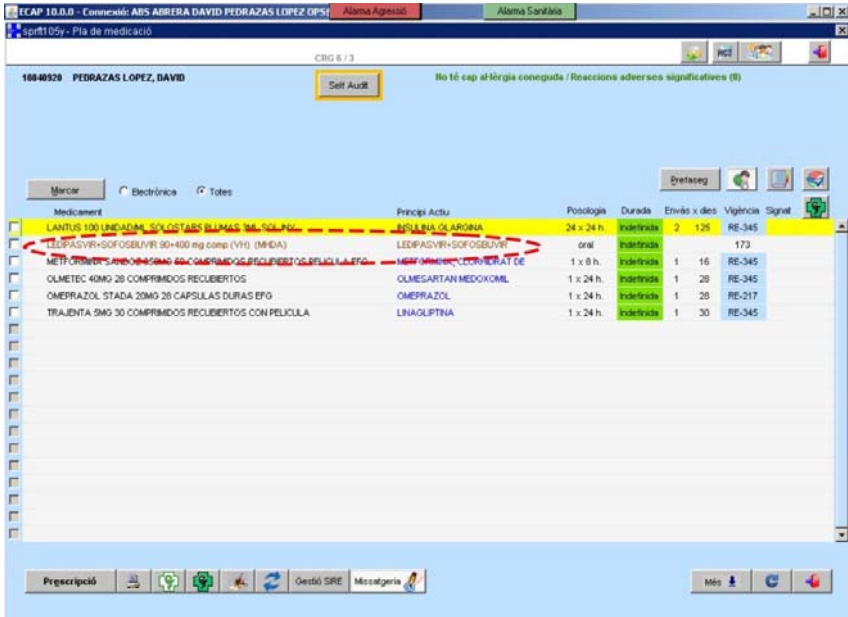 ECAP 10.0.0 - Connexió: ABS ABRERA DAVID PEDRAZAS LOPEZ OPS
Alarma Agressió
Alarma Sanitària
sprft105y - Pla de medicació
CRG 6 / 3
HC3
10040920 PEDRAZAS LOPEZ, DAVID
Self Audit
No té cap al·lèrgia coneguda / Reaccions adverses significatives (0)
Marcar
Electrònica
Totes
Prefaseg
Medicament Principi Actiu Posologia Durada Envàs x dies Vigència Signat
LANTUS 100 UNIDAD/ML SOLOSTAR 5 PLUMAS 3ML SOL INY INSULINA GLARGINA 24 x 24 h. Indefinida 2 125 RE-345
LEDIPASVIR+SOFOSBUVIR 90+400 mg comp (VH) (MHDA) LEDIPASVIR+SOFOSBUVIR oral Indefinida 173
METFORMINA SANDOZ 850MG 50 COMPRIMIDOS RECUBIERTOS PELICULA EFG METFORMINA, CLORHIDRAT DE 1 x 8 h. Indefinida 1 16 RE-345
OLMETEC 40MG 28 COMPRIMIDOS RECUBIERTOS OLMESARTAN MEDOXOMIL 1 x 24 h. Indefinida 1 28 RE-345
OMEPRAZOL STADA 20MG 28 CAPSULAS DURAS EFG OMEPRAZOL 1 x 24 h. Indefinida 1 28 RE-217
TRAJENTA 5MG 30 COMPRIMIDOS RECUBIERTOS CON PELICULA LINAGLIPTINA 1 x 24 h. Indefinida 1 30 RE-345
Prescripció
Gestió SIRE
Missatgeria
Més